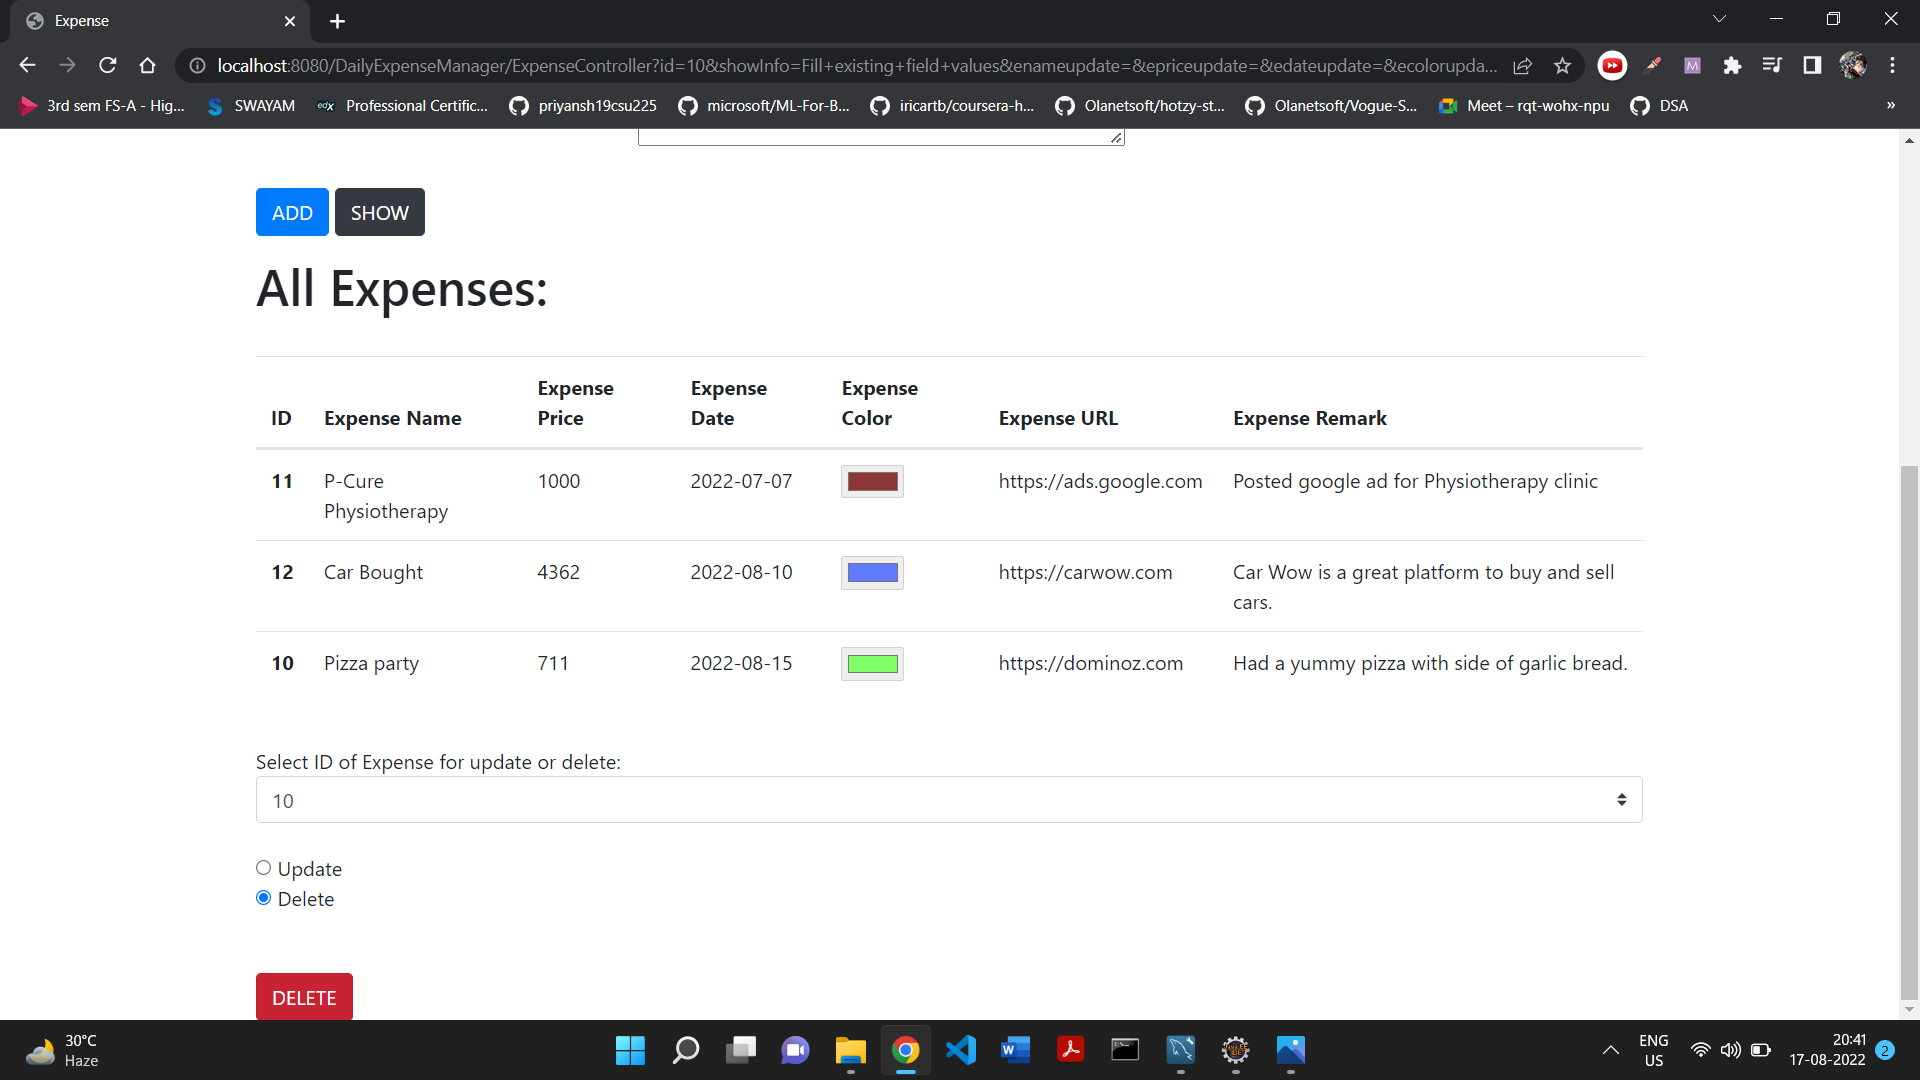 Expense
localhost:8080/DailyExpenseManager/ExpenseController?id=10&showInfo=Fill+existing+field+values&enameupdate=&epriceupdate=&edateupdate=&ecolorupda...
3rd sem FS-A - Hig...
SWAYAM
edX Professional Certific...
priyansh19csu225
microsoft/ML-For-B...
iricartb/coursera-h...
Olanetsoft/hotzy-st...
Olanetsoft/Vogue-S...
Meet – rqt-wohx-npu
DSA
»
ADD SHOW
All Expenses:
ID Expense Name Expense Price Expense Date Expense Color Expense URL Expense Remark
11 P-Cure Physiotherapy 1000 2022-07-07 https://ads.google.com Posted google ad for Physiotherapy clinic
12 Car Bought 4362 2022-08-10 https://carwow.com Car Wow is a great platform to buy and sell cars.
10 Pizza party 711 2022-08-15 https://dominoz.com Had a yummy pizza with side of garlic bread.
Select ID of Expense for update or delete:
10
Update
Delete
DELETE
30°C
Haze
ENG
US
20:41
17-08-2022
2